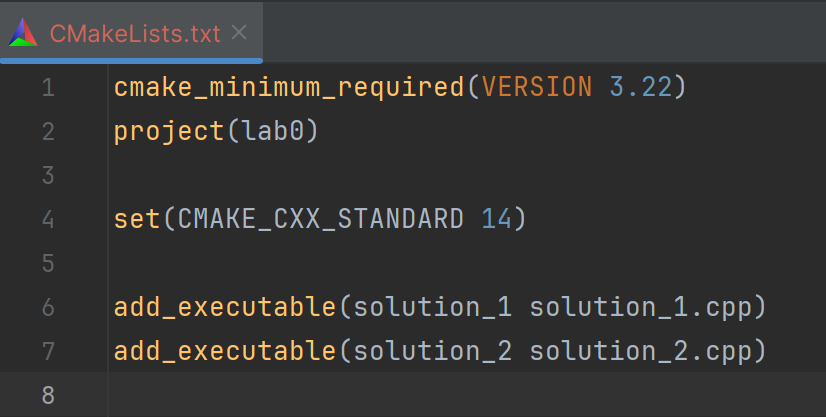 CMakeLists.txt
1 cmake_minimum_required(VERSION 3.22)
2 project(lab0)
3
4 set(CMAKE_CXX_STANDARD 14)
5
6 add_executable(solution_1 solution_1.cpp)
7 add_executable(solution_2 solution_2.cpp)
8